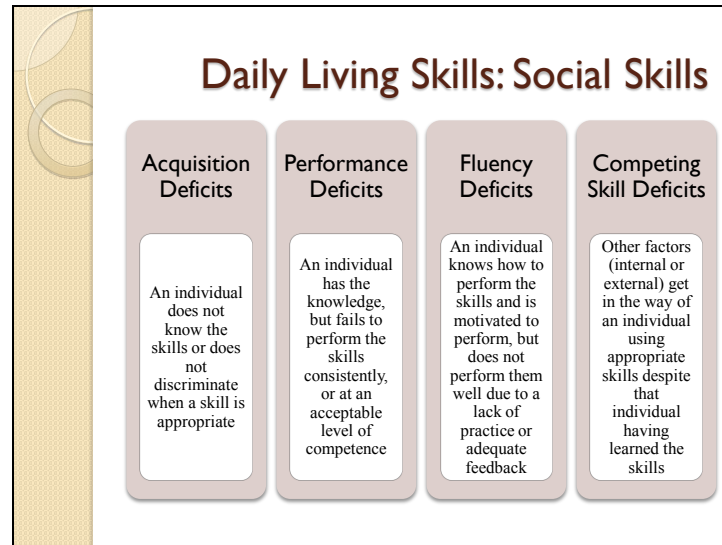 Daily Living Skills: Social Skills
Acquisition
Deficits
An individual
does not
know the
skills or does
not
discriminate
when a skill is
appropriate
Performance
Deficits
An individual
has the
knowledge,
but fails to
perform the
skills
consistently,
or at an
acceptable
level of
competence
Fluency
Deficits
An individual
knows how to
perform the
skills and is
motivated to
perform, but
does not
perform them
well due to a
lack of
practice or
adequate
feedback
Competing
Skill Deficits
Other factors
(internal or
external) get
in the way of
an individual
using
appropriate
skills despite
that
individual
having
learned the
skills